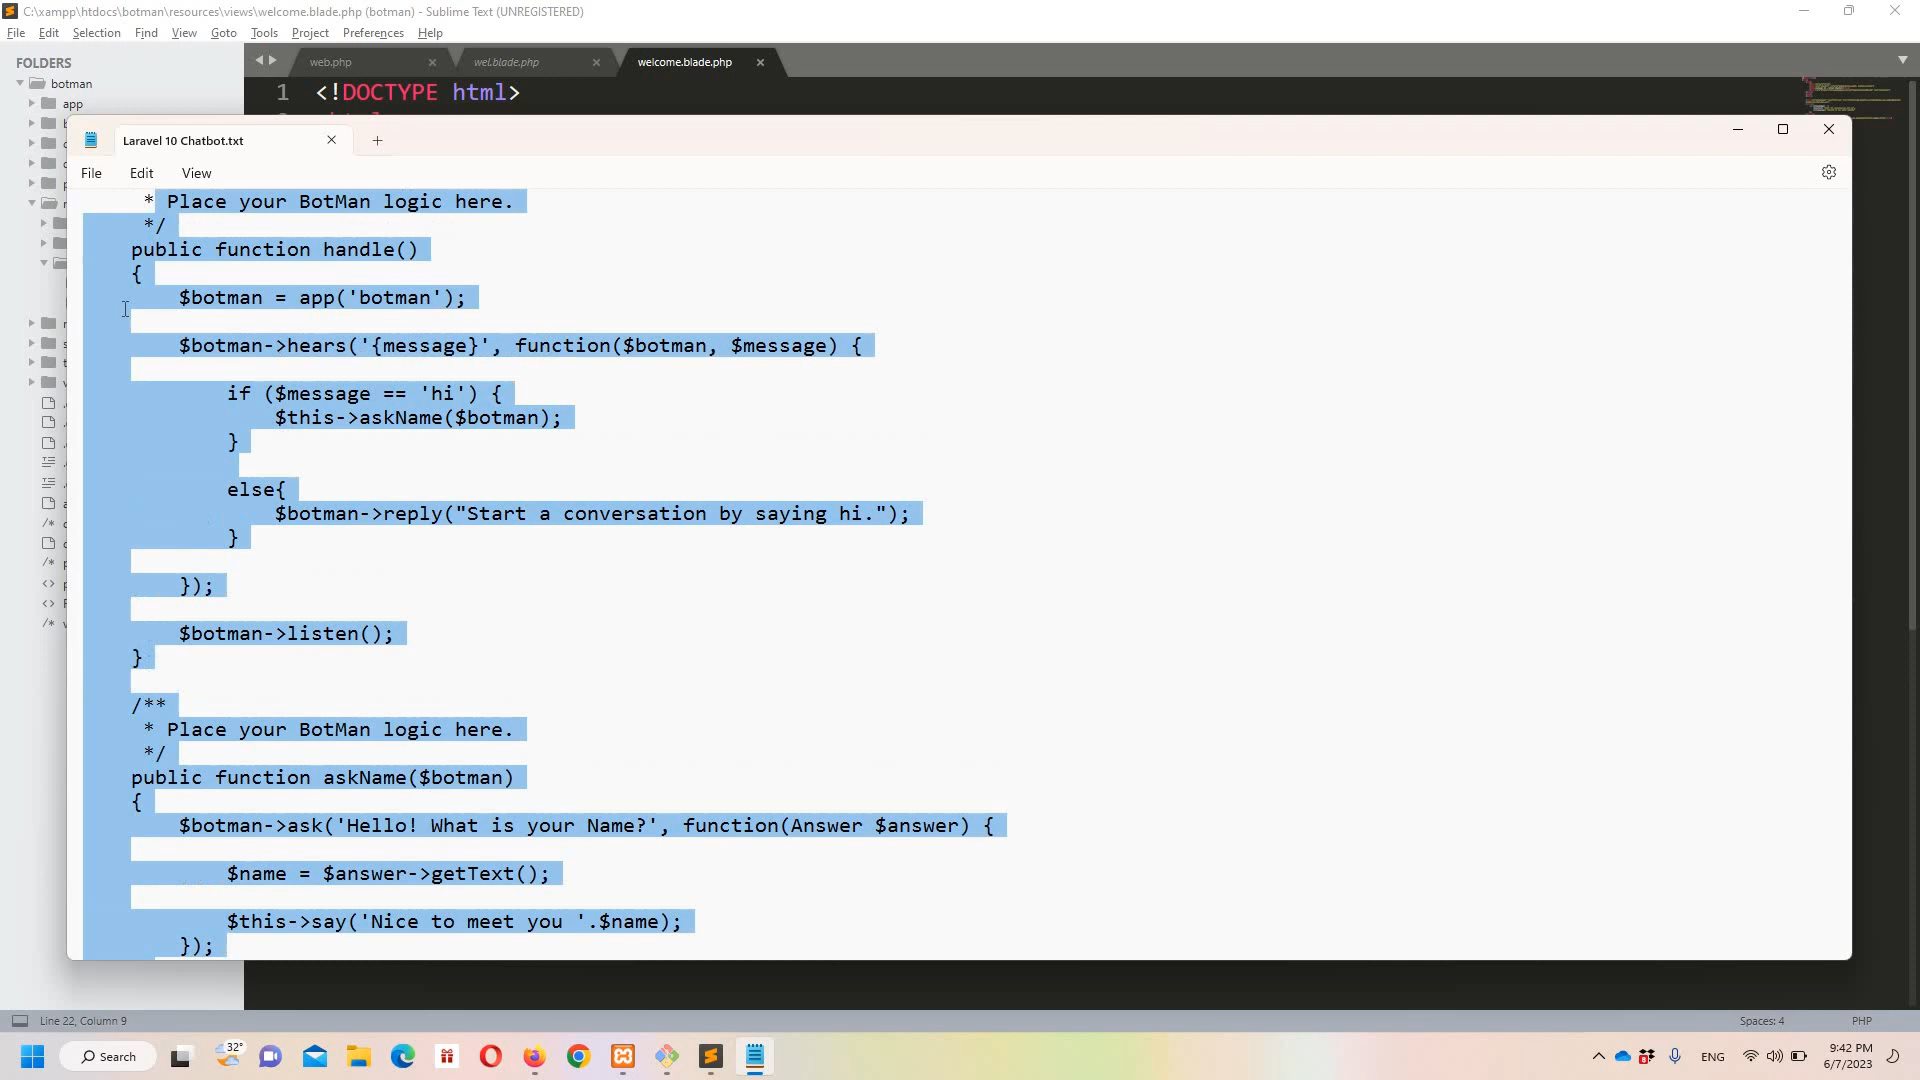 C:\xampp\htdocs\botman\resources\views\welcome.blade.php (botman) - Sublime Text (UNREGISTERED)
File Edit Selection Find View Goto Tools Project Preferences Help
FOLDERS
botman
app
web.php
wel.blade.php
welcome.blade.php
1 <!DOCTYPE html>
Laravel 10 Chatbot.txt
File Edit View
* Place your BotMan logic here.
*/
public function handle()
{
$botman = app('botman');
$botman->hears('{message}', function($botman, $message) {
if ($message == 'hi') {
$this->askName($botman);
}
else{
$botman->reply("Start a conversation by saying hi.");
}
});
$botman->listen();
}
/**
* Place your BotMan logic here.
*/
public function askName($botman)
{
$botman->ask('Hello! What is your Name?', function(Answer $answer) {
$name = $answer->getText();
$this->say('Nice to meet you '.$name);
});
Line 22, Column 9
Spaces: 4
PHP
32°
Search
ENG
9:42 PM
6/7/2023